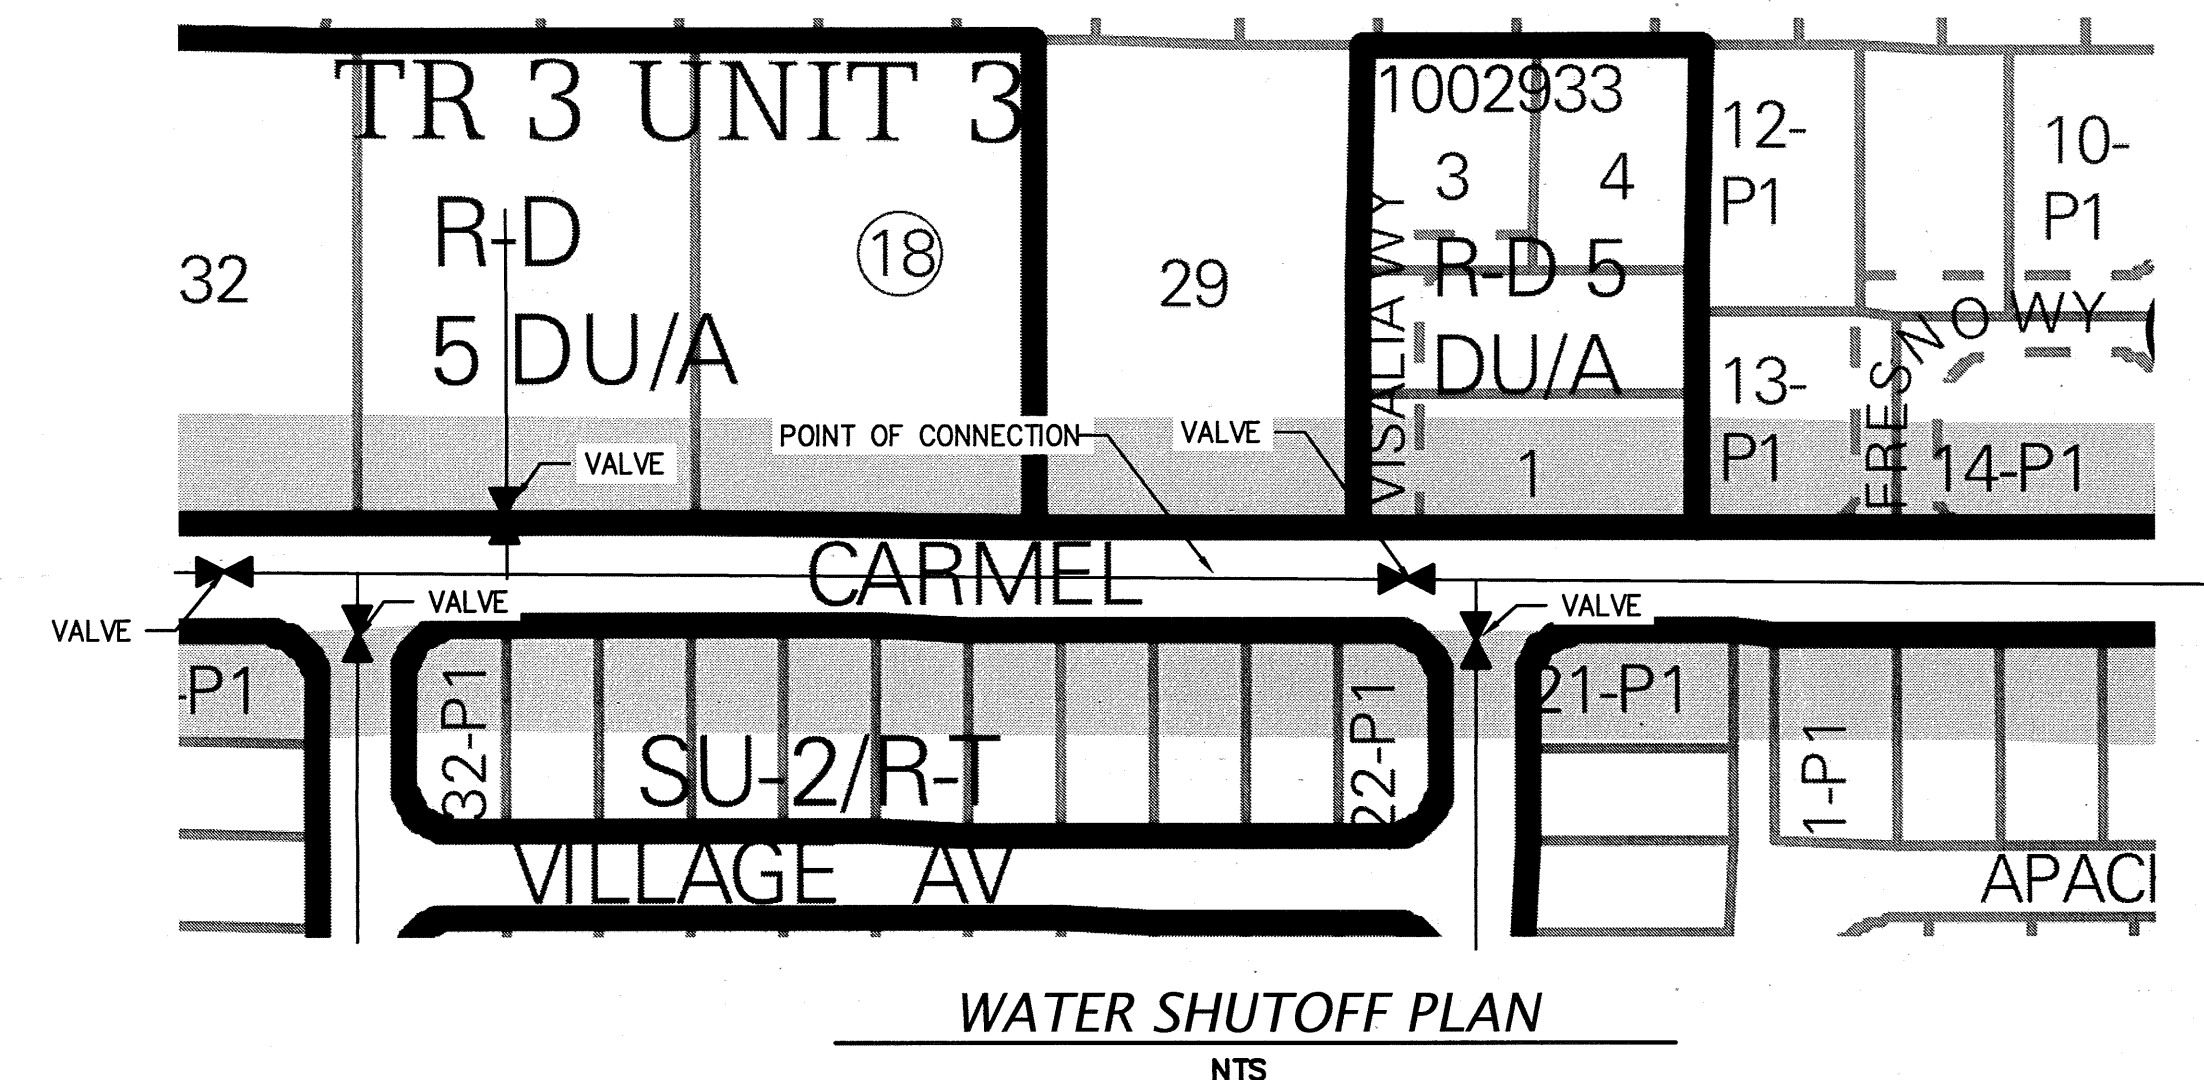 TR 3 UNIT 3
R-D
5 DU/A
18
32
29
1002933
3
4
R-D 5
DU/A
1
VISALIA WY
12-
P1
10-
P1
13-
P1
FRESNO WY
14-P1
POINT OF CONNECTION
VALVE
VALVE
CARMEL
VALVE
VALVE
VALVE
-P1
32-P1
SU-2/R-T
22-P1
21-P1
1-P1
VILLAGE AV
APACI
WATER SHUTOFF PLAN
NTS